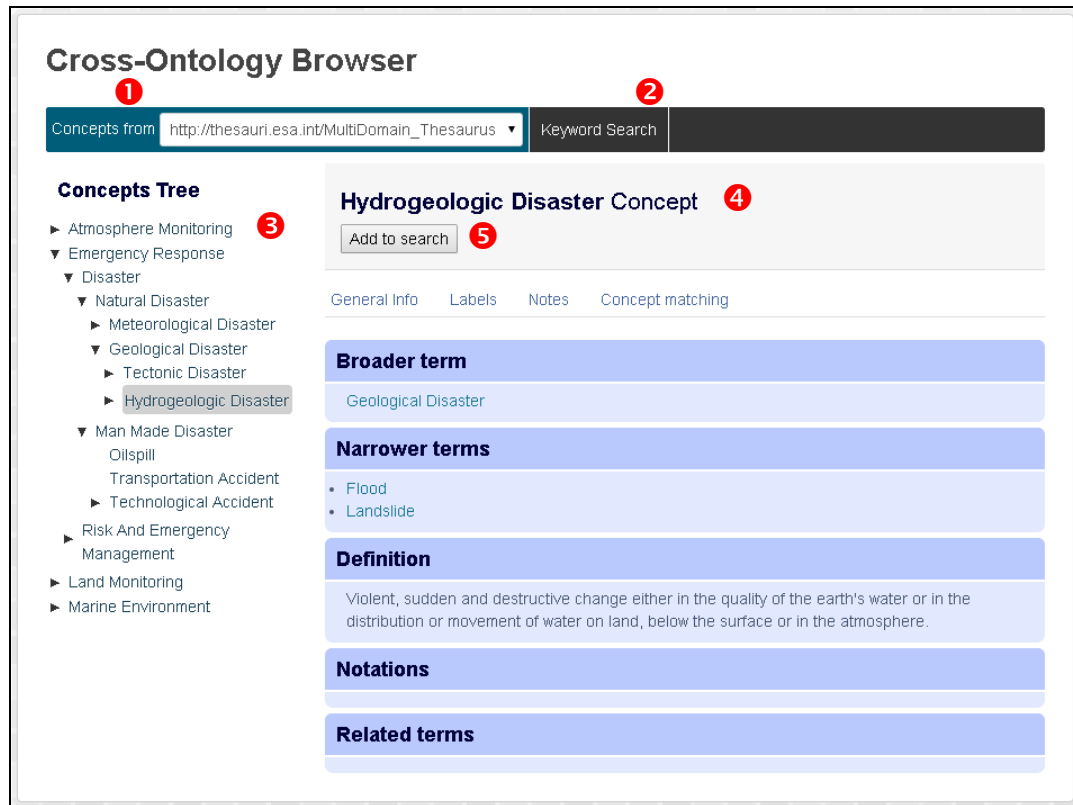 Cross-Ontology Browser
1
2
Concepts from http://thesauri.esa.int/MultiDomain_Thesaurus Keyword Search
Concepts Tree
Atmosphere Monitoring 3
Emergency Response
Disaster
Natural Disaster
Meteorological Disaster
Geological Disaster
Tectonic Disaster
Hydrogeologic Disaster
Man Made Disaster
Oilspill
Transportation Accident
Technological Accident
Risk And Emergency
Management
Land Monitoring
Marine Environment
Hydrogeologic Disaster Concept 4
Add to search 5
General Info Labels Notes Concept matching
Broader term
Geological Disaster
Narrower terms
• Flood
• Landslide
Definition
Violent, sudden and destructive change either in the quality of the earth's water or in the
distribution or movement of water on land, below the surface or in the atmosphere.
Notations
Related terms